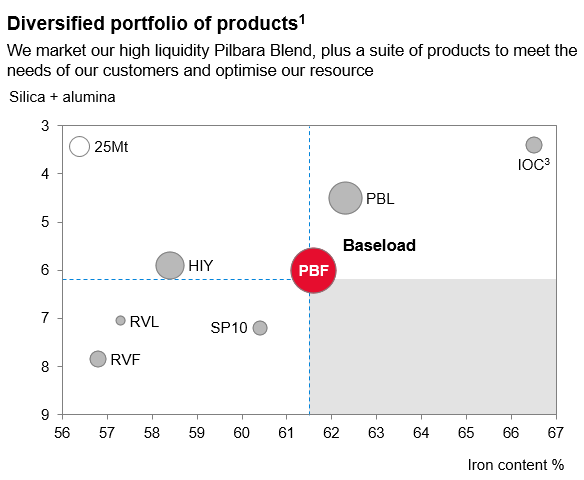 Diversified portfolio of products¹
We market our high liquidity Pilbara Blend, plus a suite of products to meet the
needs of our customers and optimise our resource
Silica + alumina
3
25Mt
IOC³
4
PBL
5
Baseload
HIY
PBF
6
RVL
SP10
7
RVF
8
9
56 57 58 59 60 61 62 63 64 65 66 67
Iron content %